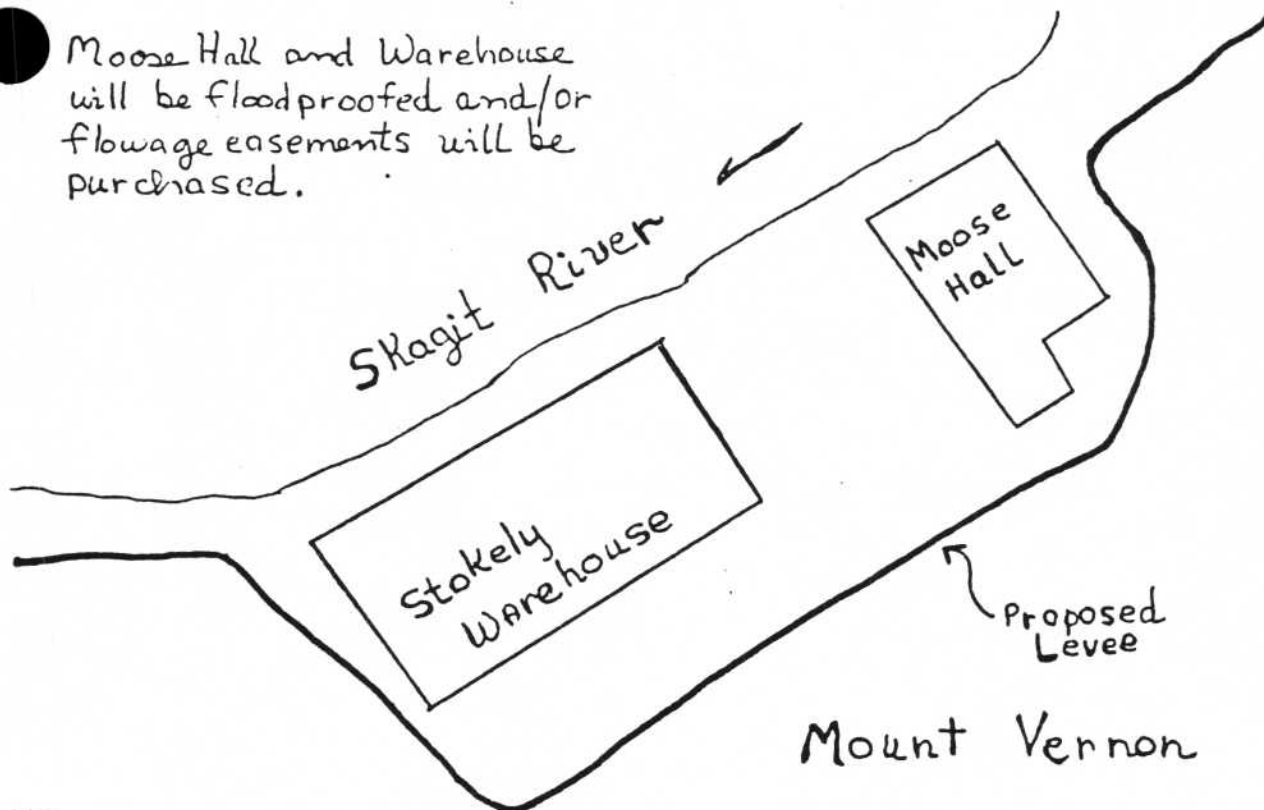 Moose Hall and Warehouse
will be floodproofed and/or
flowage easements will be
purchased.
Skagit River
Moose
Hall
Stokely
Warehouse
Proposed
Levee
Mount Vernon